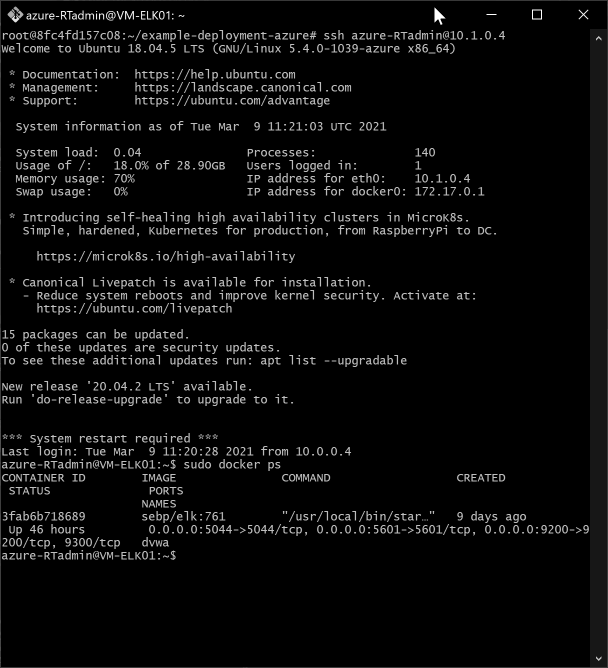 azure-RTadmin@VM-ELK01: ~
root@8fc4fd157c08:~/example-deployment-azure# ssh azure-RTadmin@10.1.0.4
Welcome to Ubuntu 18.04.5 LTS (GNU/Linux 5.4.0-1039-azure x86_64)
* Documentation:  https://help.ubuntu.com
* Management:     https://landscape.canonical.com
* Support:        https://ubuntu.com/advantage
System information as of Tue Mar  9 11:21:03 UTC 2021
System load:  0.04               Processes:              140
Usage of /:   18.0% of 28.90GB   Users logged in:        1
Memory usage: 70%                IP address for eth0:    10.1.0.4
Swap usage:   0%                 IP address for docker0: 172.17.0.1
* Introducing self-healing high availability clusters in MicroK8s.
Simple, hardened, Kubernetes for production, from RaspberryPi to DC.
https://microk8s.io/high-availability
* Canonical Livepatch is available for installation.
- Reduce system reboots and improve kernel security. Activate at:
https://ubuntu.com/livepatch
15 packages can be updated.
0 of these updates are security updates.
To see these additional updates run: apt list --upgradable
New release '20.04.2 LTS' available.
Run 'do-release-upgrade' to upgrade to it.
*** System restart required ***
Last login: Tue Mar  9 11:20:28 2021 from 10.0.0.4
azure-RTadmin@VM-ELK01:~$ sudo docker ps
CONTAINER ID        IMAGE               COMMAND                  CREATED
STATUS              PORTS
NAMES
3fab6b718689        sebp/elk:761        "/usr/local/bin/star…"   9 days ago
Up 46 hours         0.0.0.0:5044->5044/tcp, 0.0.0.0:5601->5601/tcp, 0.0.0.0:9200->9
200/tcp, 9300/tcp   dvwa
azure-RTadmin@VM-ELK01:~$